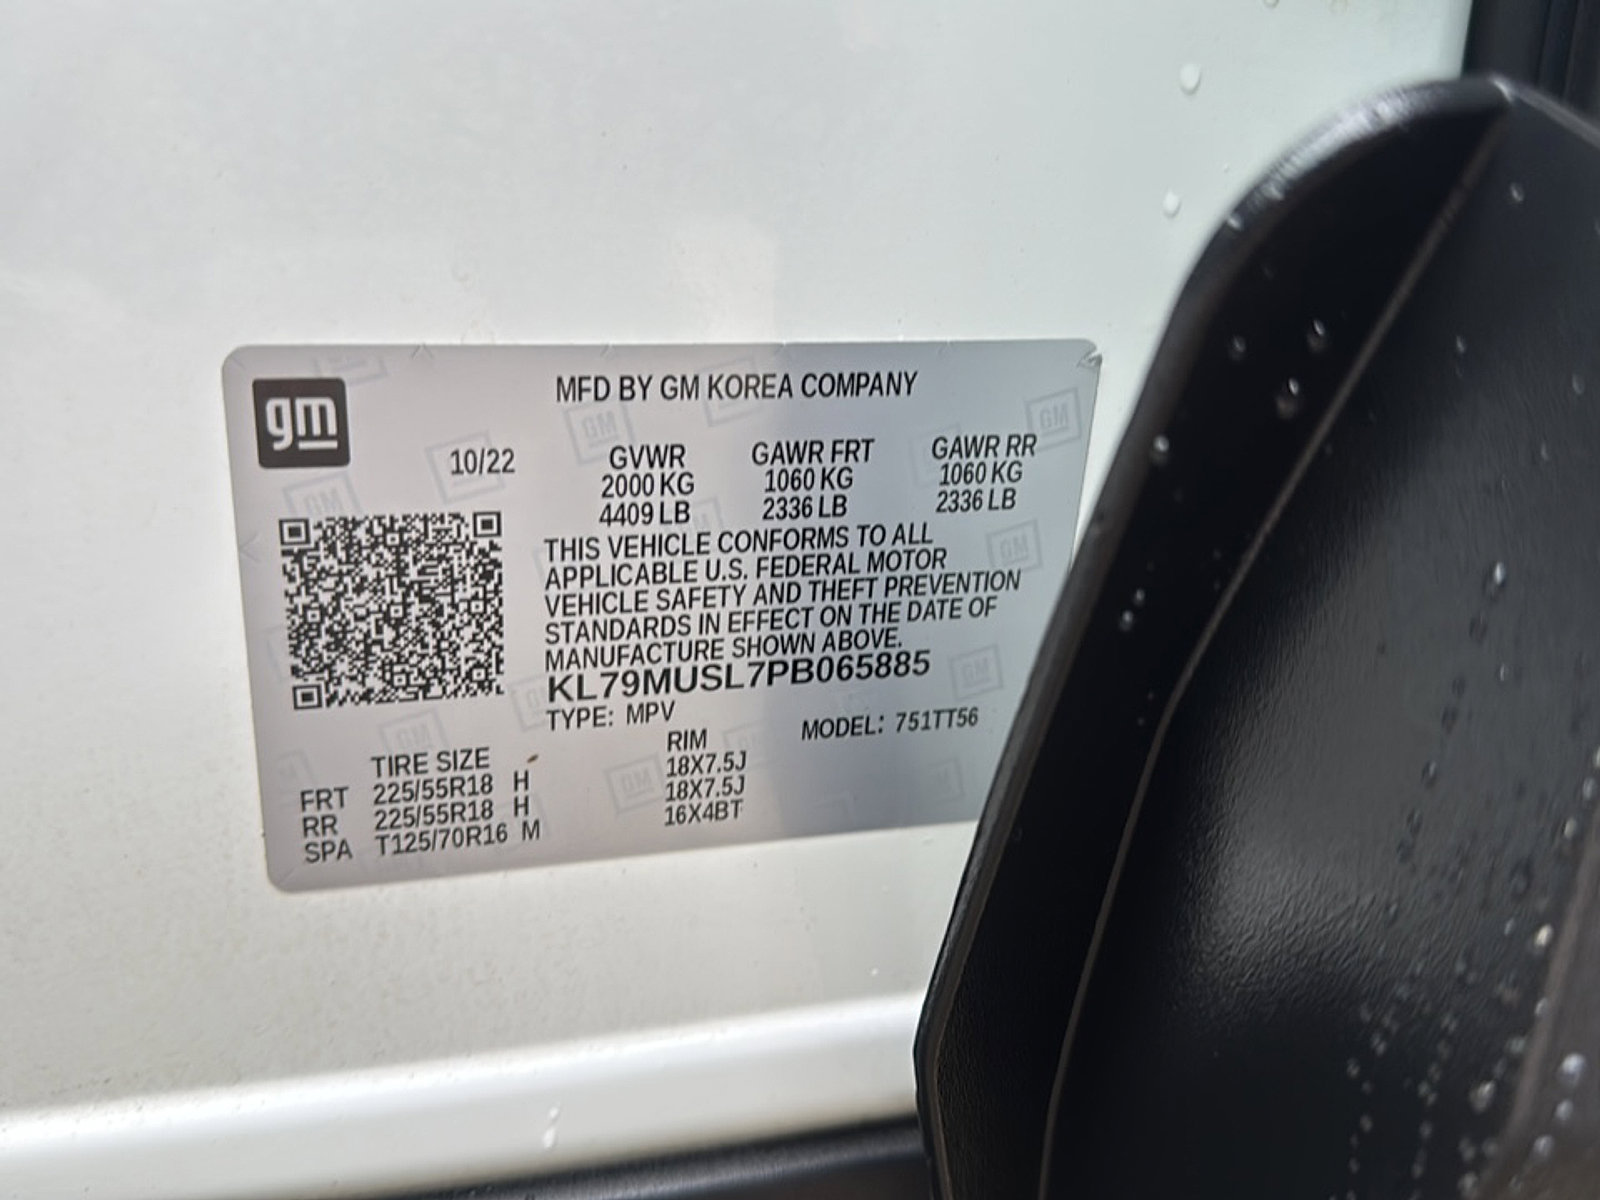 gm
MFD BY GM KOREA COMPANY
10/22
GVWR GAWR FRT GAWR RR
2000 KG 1060 KG 1060 KG
4409 LB 2336 LB 2336 LB
THIS VEHICLE CONFORMS TO ALL
APPLICABLE U.S. FEDERAL MOTOR
VEHICLE SAFETY AND THEFT PREVENTION
STANDARDS IN EFFECT ON THE DATE OF
MANUFACTURE SHOWN ABOVE.
KL79MUSL7PB065885
TYPE: MPV MODEL: 751TT56
TIRE SIZE RIM
FRT 225/55R18 H 18X7.5J
RR 225/55R18 H 18X7.5J
SPA T125/70R16 M 16X4BT